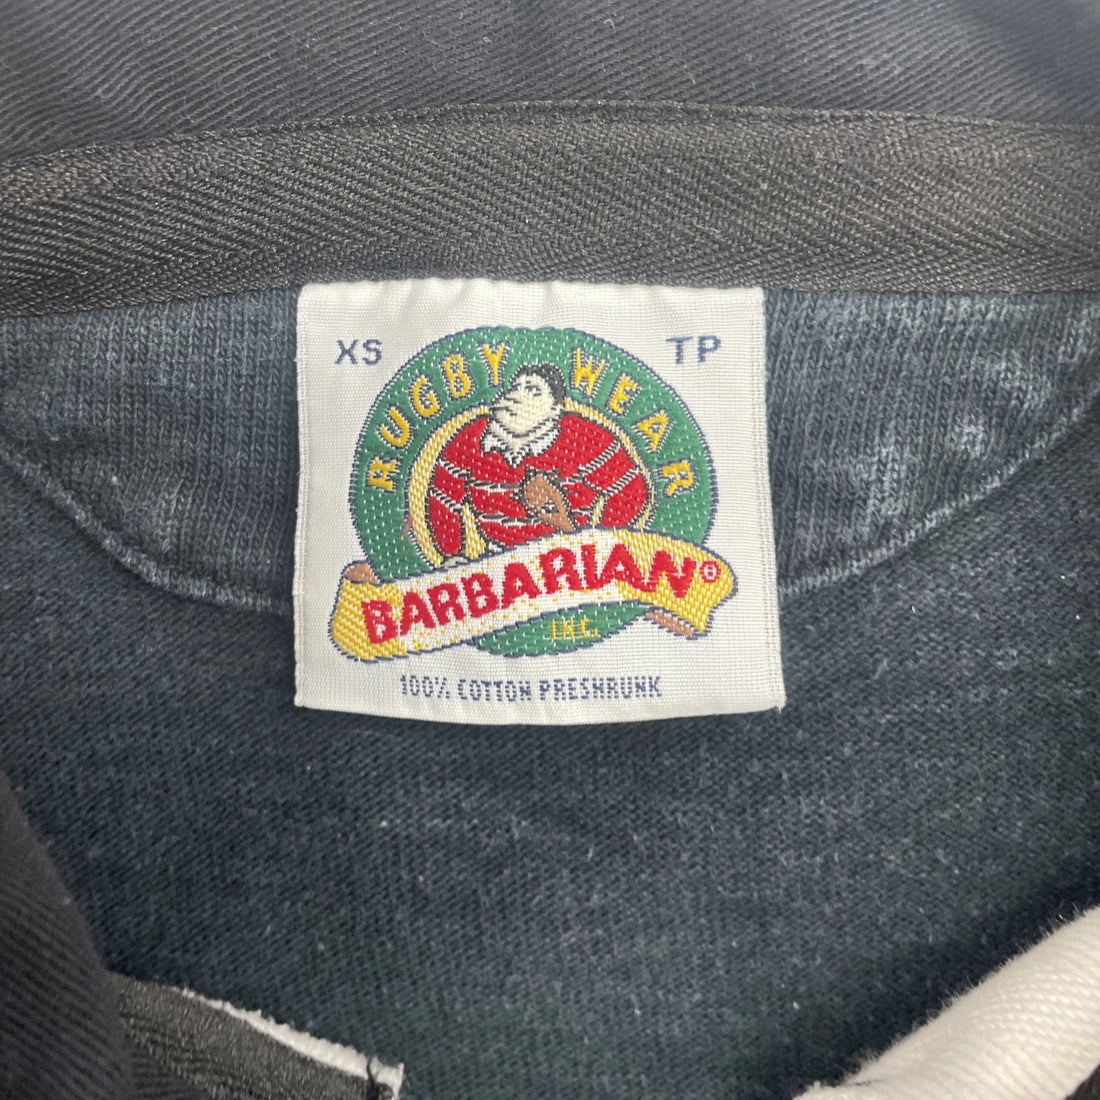 XS TP
RUGBY WEAR
BARBARIAN®
INC.
100% COTTON PRESHRUNK